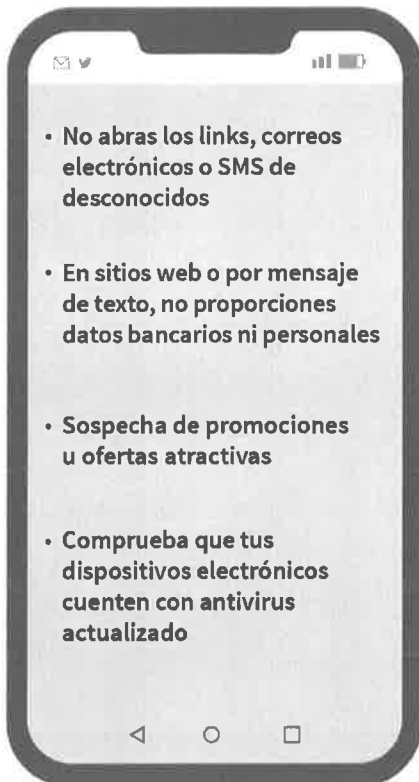 • No abras los links, correos
electrónicos o SMS de
desconocidos
• En sitios web o por mensaje
de texto, no proporciones
datos bancarios ni personales
• Sospecha de promociones
u ofertas atractivas
• Comprueba que tus
dispositivos electrónicos
cuenten con antivirus
actualizado